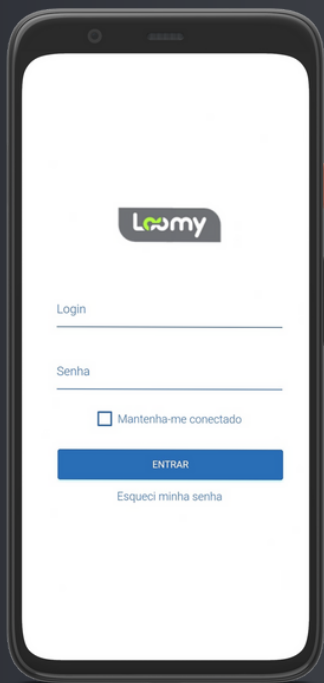 Loomy
Login
Senha
Mantenha-me conectado
ENTRAR
Esqueci minha senha